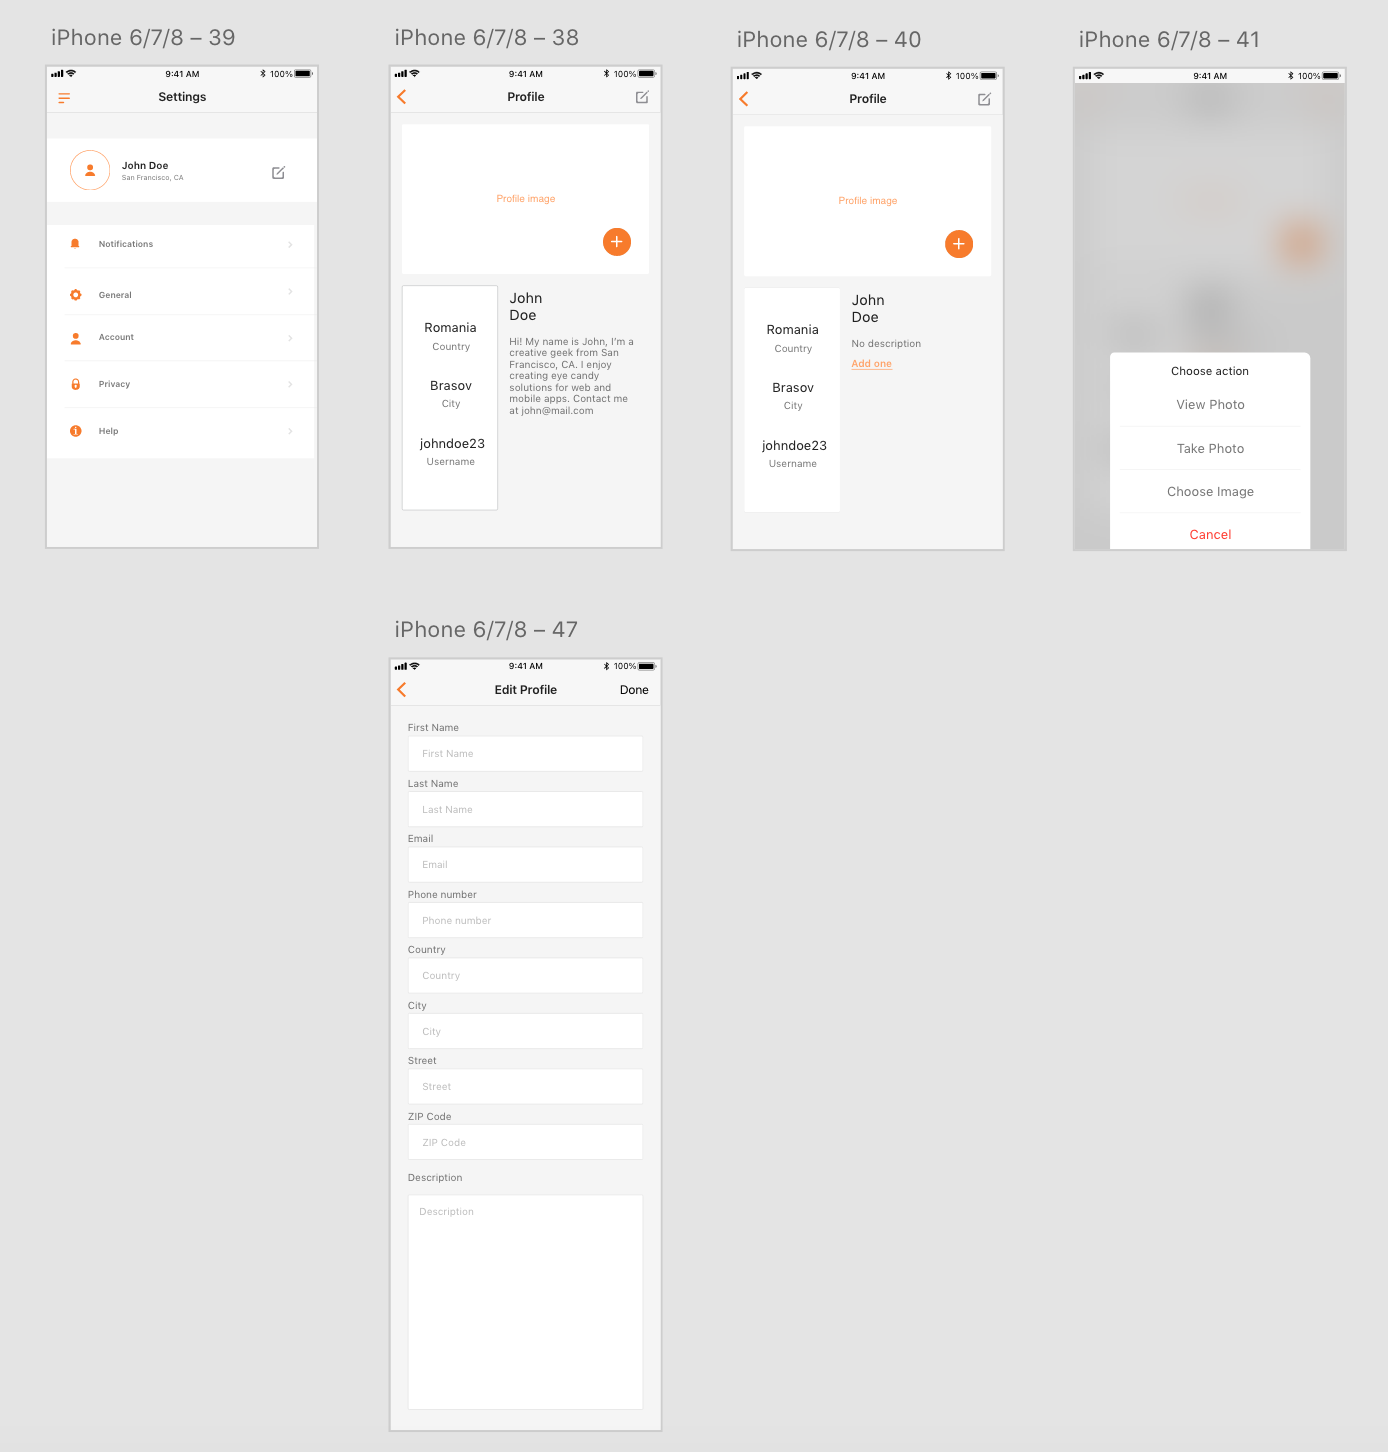 iPhone 6/7/8 – 39
9:41 AM
100%
Settings
John Doe
San Francisco, CA
Notifications
General
Account
Privacy
Help
iPhone 6/7/8 – 38
9:41 AM
100%
Profile
Profile image
Romania
Country
Brasov
City
johndoe23
Username
John
Doe
Hi! My name is John, I'm a
creative geek from San
Francisco, CA. I enjoy
creating eye candy
solutions for web and
mobile apps. Contact me
at john@mail.com
iPhone 6/7/8 – 40
9:41 AM
100%
Profile
Profile image
Romania
Country
Brasov
City
johndoe23
Username
John
Doe
No description
Add one
iPhone 6/7/8 – 41
9:41 AM
100%
Choose action
View Photo
Take Photo
Choose Image
Cancel
iPhone 6/7/8 – 47
9:41 AM
100%
Edit Profile
Done
First Name
First Name
Last Name
Last Name
Email
Email
Phone number
Phone number
Country
Country
City
City
Street
Street
ZIP Code
ZIP Code
Description
Description